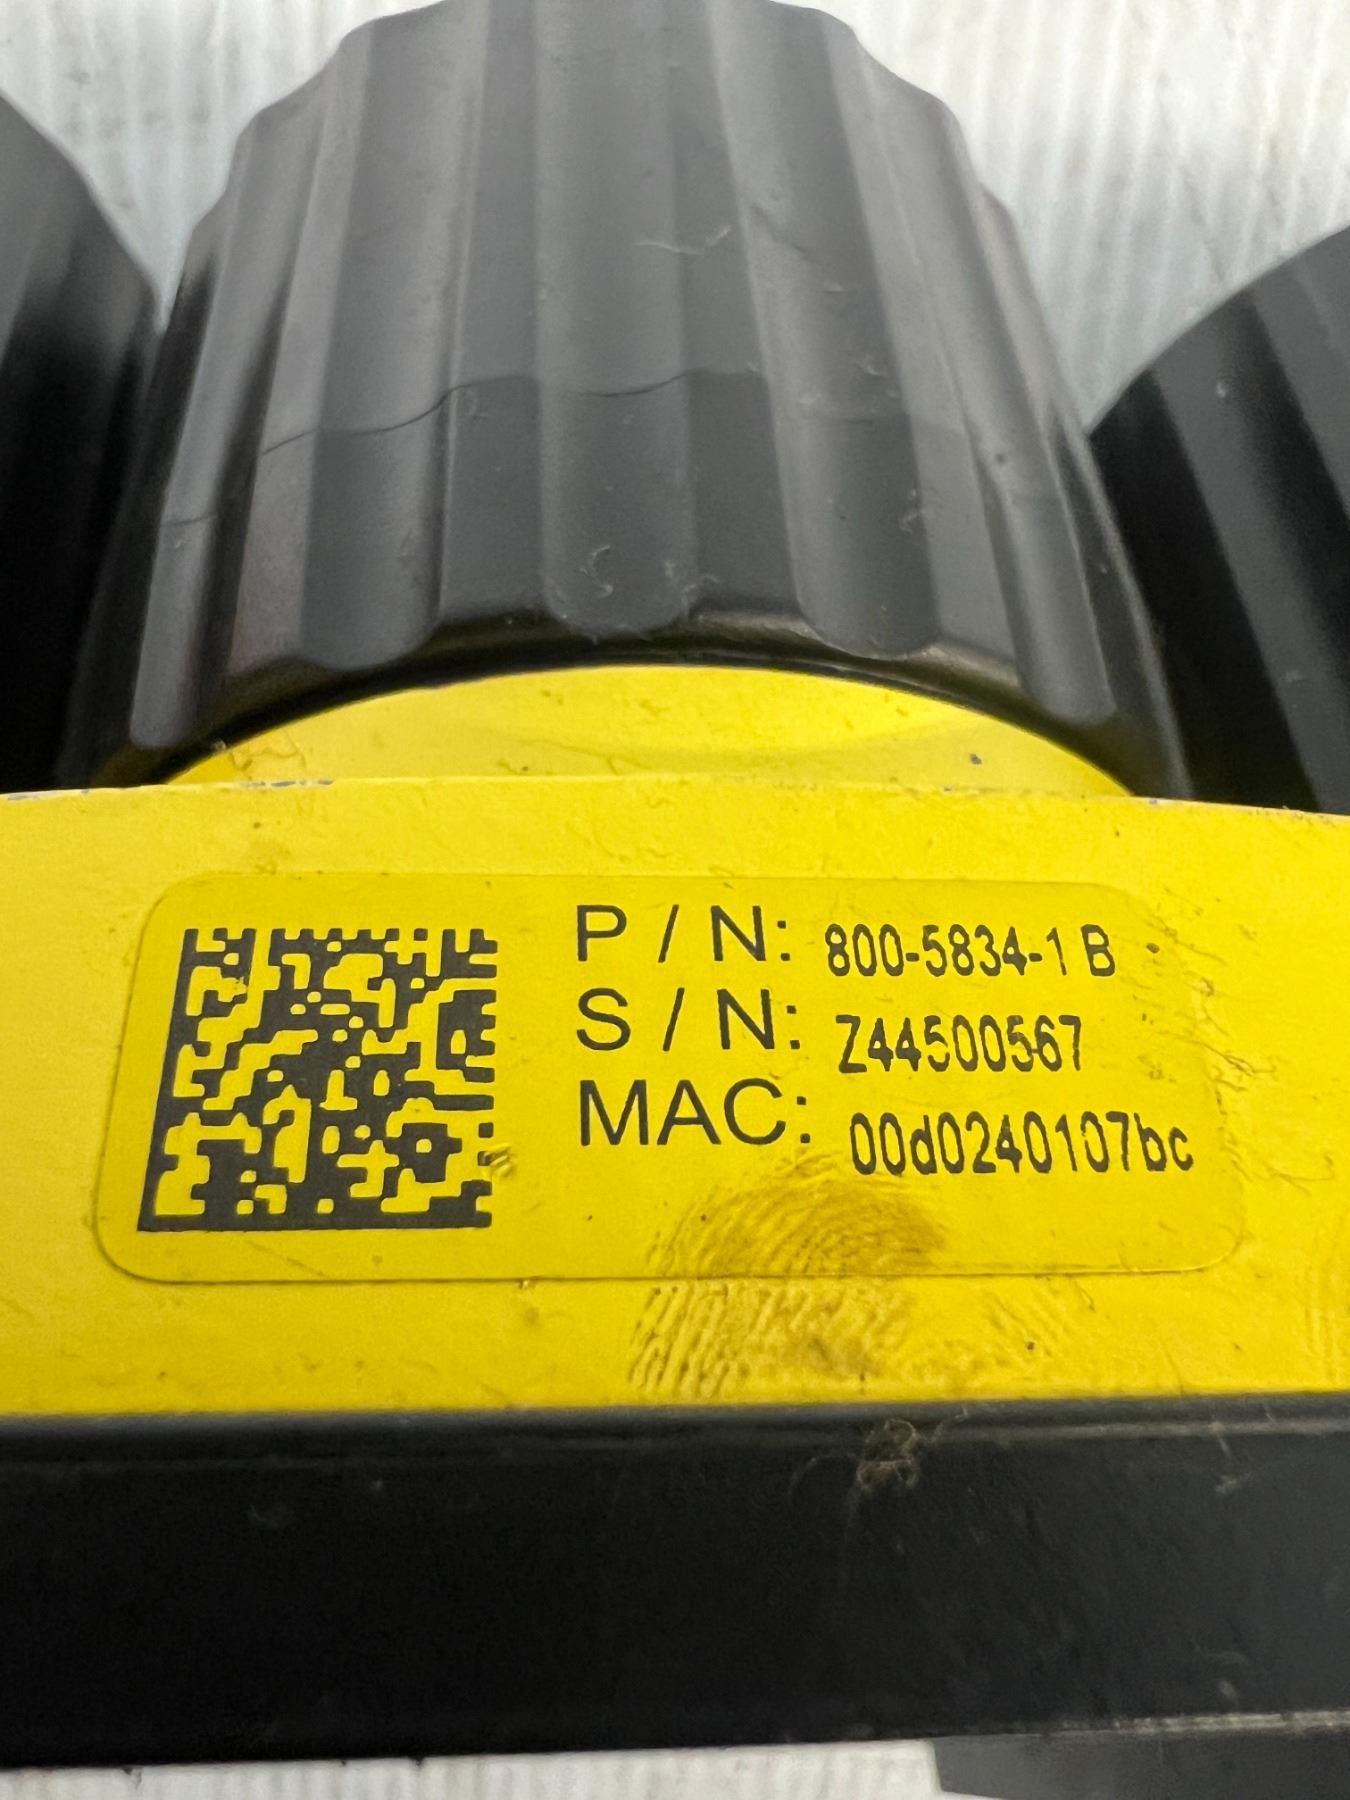 P / N: 800-5834-1 B
S / N: Z44500567
MAC: 00d0240107bc